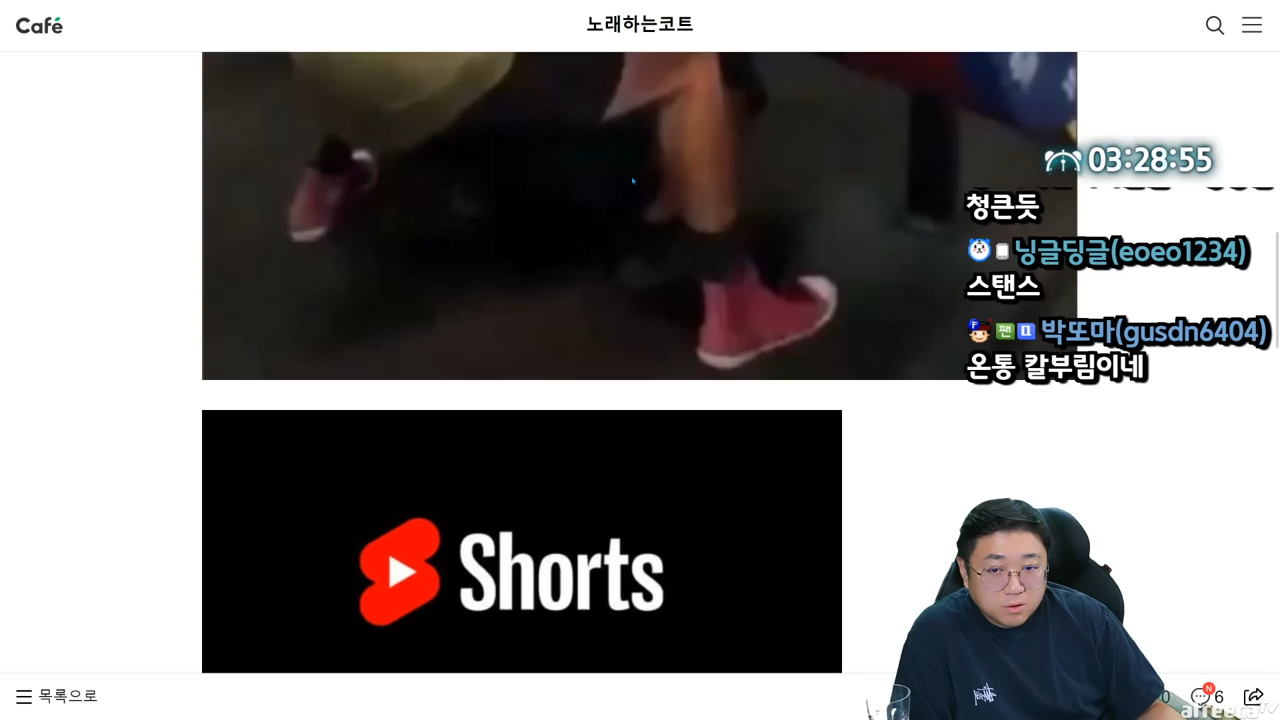 Café
노래하는코트
03:28:55
청큰듯
닝글딩글(eoeo1234)
스탠스
F 팬 박또마(gusdn6404)
온통 칼부림이네
Shorts
목록으로
0
N
6
afreecaTV